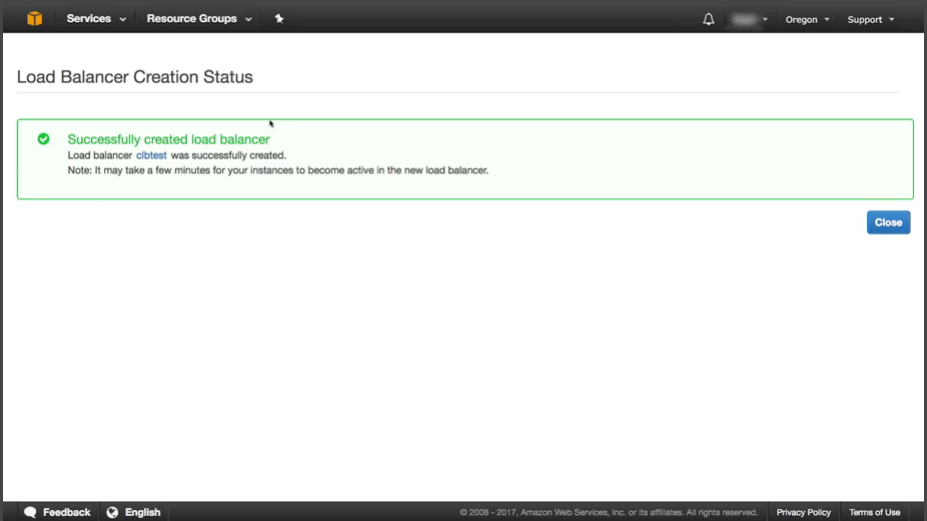 Services Resource Groups Oregon Support
Load Balancer Creation Status
Successfully created load balancer
Load balancer clbtest was successfully created.
Note: It may take a few minutes for your instances to become active in the new load balancer.
Close
Feedback English © 2008 - 2017, Amazon Web Services, Inc. or its affiliates. All rights reserved. Privacy Policy Terms of Use